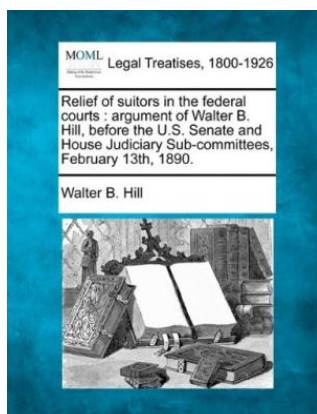 MOML Legal Treatises, 1800-1926
Relief of suitors in the federal
courts : argument of Walter B.
Hill, before the U.S. Senate and
House Judiciary Sub-committees,
February 13th, 1890.
Walter B. Hill